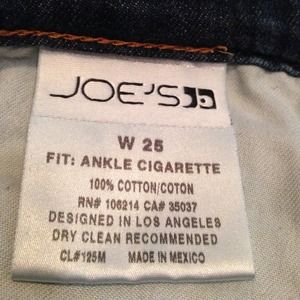 JOE'S
W 25
FIT: ANKLE CIGARETTE
100% COTTON/COTON
RN# 106214 CA# 35037
DESIGNED IN LOS ANGELES
DRY CLEAN RECOMMENDED
CL#125M MADE IN MEXICO